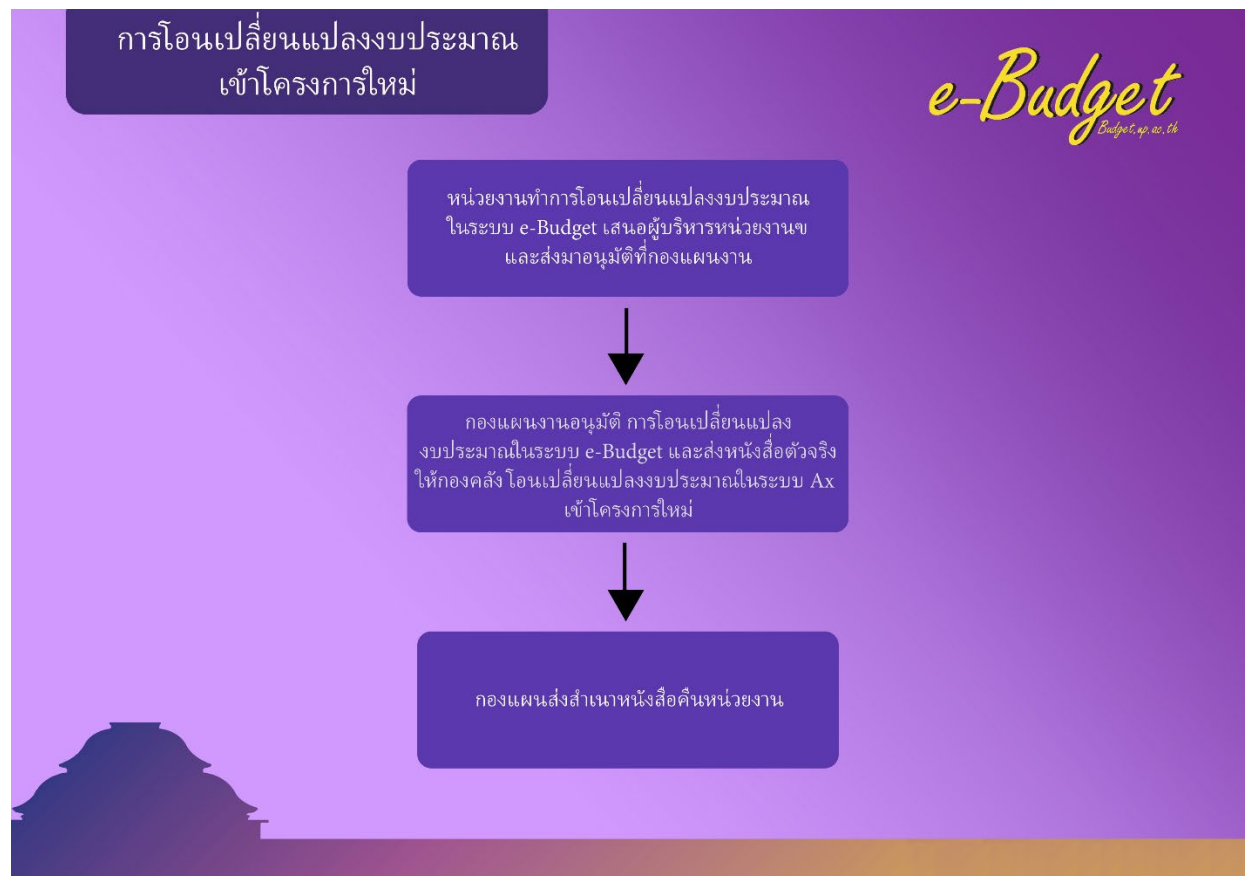 การโอนเปลี่ยนแปลงงบประมาณ
เข้าโครงการใหม่
e-Budget
Budget.up.ac.th
หน่วยงานทำการโอนเปลี่ยนแปลงงบประมาณ
ในระบบ e-Budget เสนอผู้บริหารหน่วยงานฃ
และส่งมาอนุมัติที่กองแผนงาน
กองแผนงานอนุมัติ การโอนเปลี่ยนแปลง
งบประมาณในระบบ e-Budget และส่งหนังสื่อตัวจริง
ให้กองคลัง โอนเปลี่ยนแปลงงบประมาณในระบบ Ax
เข้าโครงการใหม่
กองแผนส่งสำเนาหนังสื่อคืนหน่วยงาน